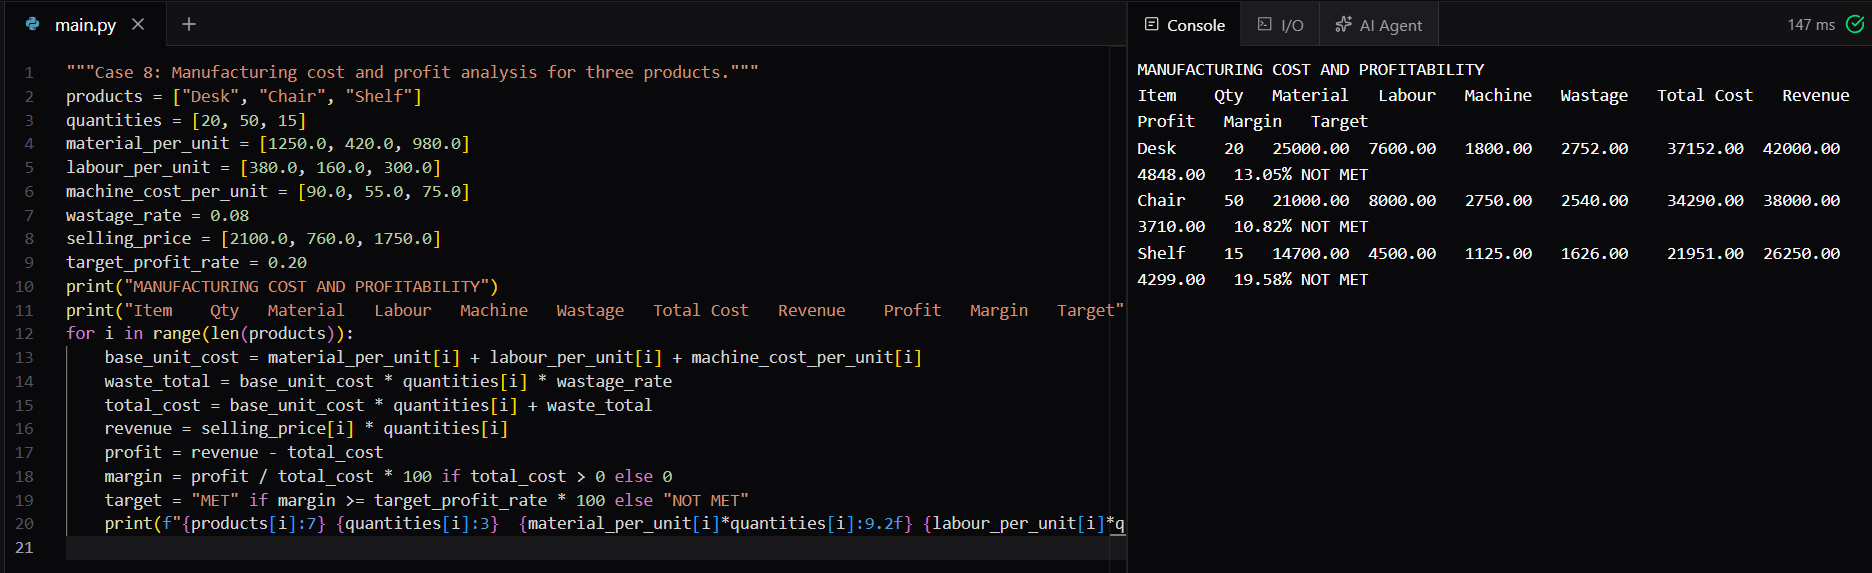 main.py
1 """Case 8: Manufacturing cost and profit analysis for three products."""
2 products = ["Desk", "Chair", "Shelf"]
3 quantities = [20, 50, 15]
4 material_per_unit = [1250.0, 420.0, 980.0]
5 labour_per_unit = [380.0, 160.0, 300.0]
6 machine_cost_per_unit = [90.0, 55.0, 75.0]
7 wastage_rate = 0.08
8 selling_price = [2100.0, 760.0, 1750.0]
9 target_profit_rate = 0.20
10 print("MANUFACTURING COST AND PROFITABILITY")
11 print("Item    Qty   Material   Labour   Machine   Wastage   Total Cost   Revenue    Profit   Margin   Target"
12 for i in range(len(products)):
13     base_unit_cost = material_per_unit[i] + labour_per_unit[i] + machine_cost_per_unit[i]
14     waste_total = base_unit_cost * quantities[i] * wastage_rate
15     total_cost = base_unit_cost * quantities[i] + waste_total
16     revenue = selling_price[i] * quantities[i]
17     profit = revenue - total_cost
18     margin = profit / total_cost * 100 if total_cost > 0 else 0
19     target = "MET" if margin >= target_profit_rate * 100 else "NOT MET"
20     print(f"{products[i]:7} {quantities[i]:3}  {material_per_unit[i]*quantities[i]:9.2f} {labour_per_unit[i]*q
21
Console I/O AI Agent 147 ms
MANUFACTURING COST AND PROFITABILITY
Item    Qty   Material   Labour   Machine   Wastage   Total Cost   Revenue
Profit   Margin   Target
Desk     20   25000.00  7600.00   1800.00   2752.00    37152.00  42000.00
4848.00   13.05% NOT MET
Chair    50   21000.00  8000.00   2750.00   2540.00    34290.00  38000.00
3710.00   10.82% NOT MET
Shelf    15   14700.00  4500.00   1125.00   1626.00    21951.00  26250.00
4299.00   19.58% NOT MET